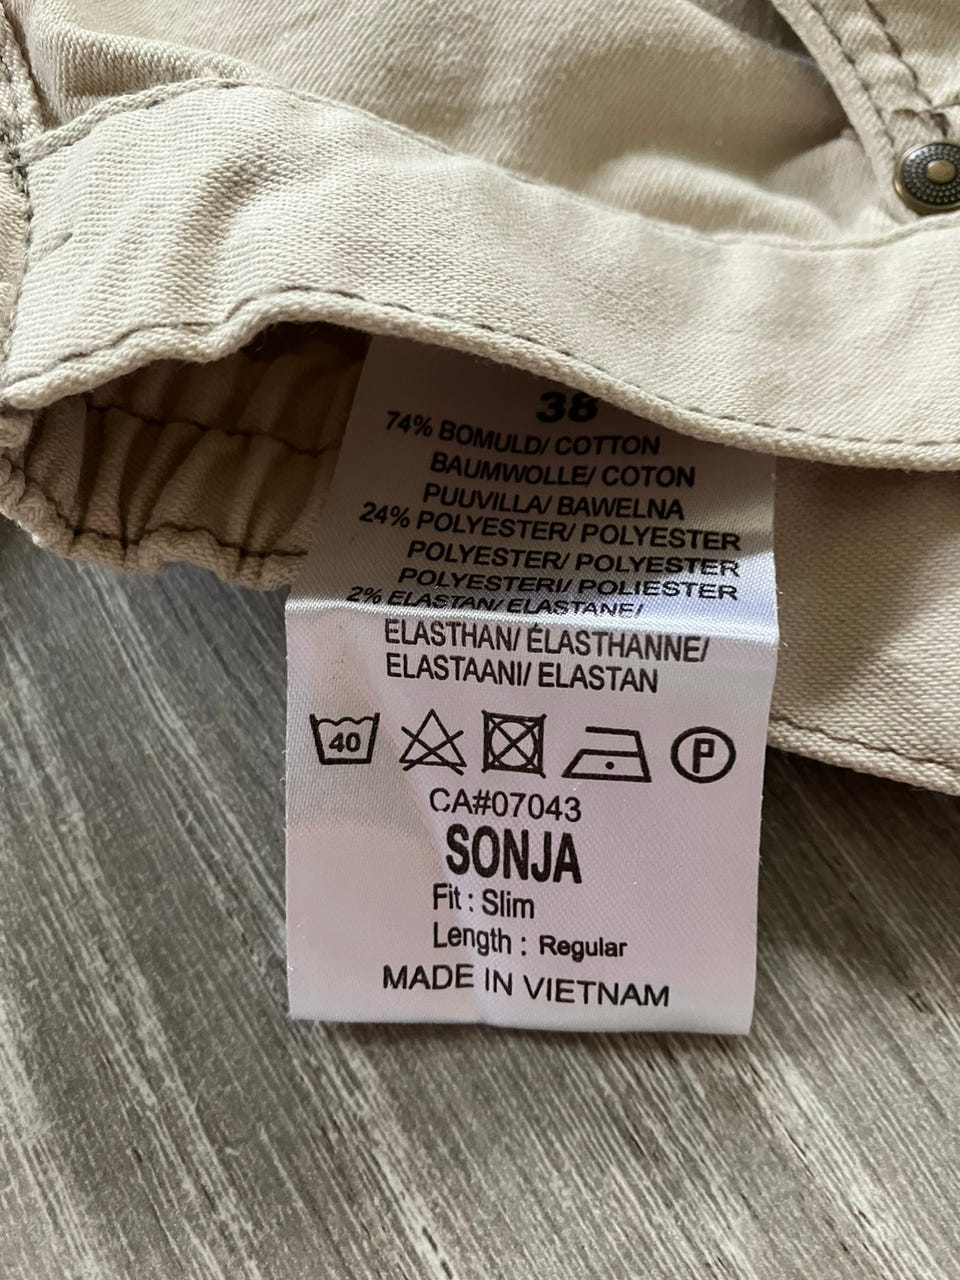 38
74% BOMULD/ COTTON
BAUMWOLLE/ COTON
PUUVILLA/ BAWELNA
24% POLYESTER/ POLYESTER
POLYESTER/ POLYESTER
POLYESTERI/ POLIESTER
2% ELASTAN/ ELASTANE/
ELASTHAN/ ÉLASTHANNE/
ELASTAANI/ ELASTAN
40 P
CA#07043
SONJA
Fit : Slim
Length : Regular
MADE IN VIETNAM